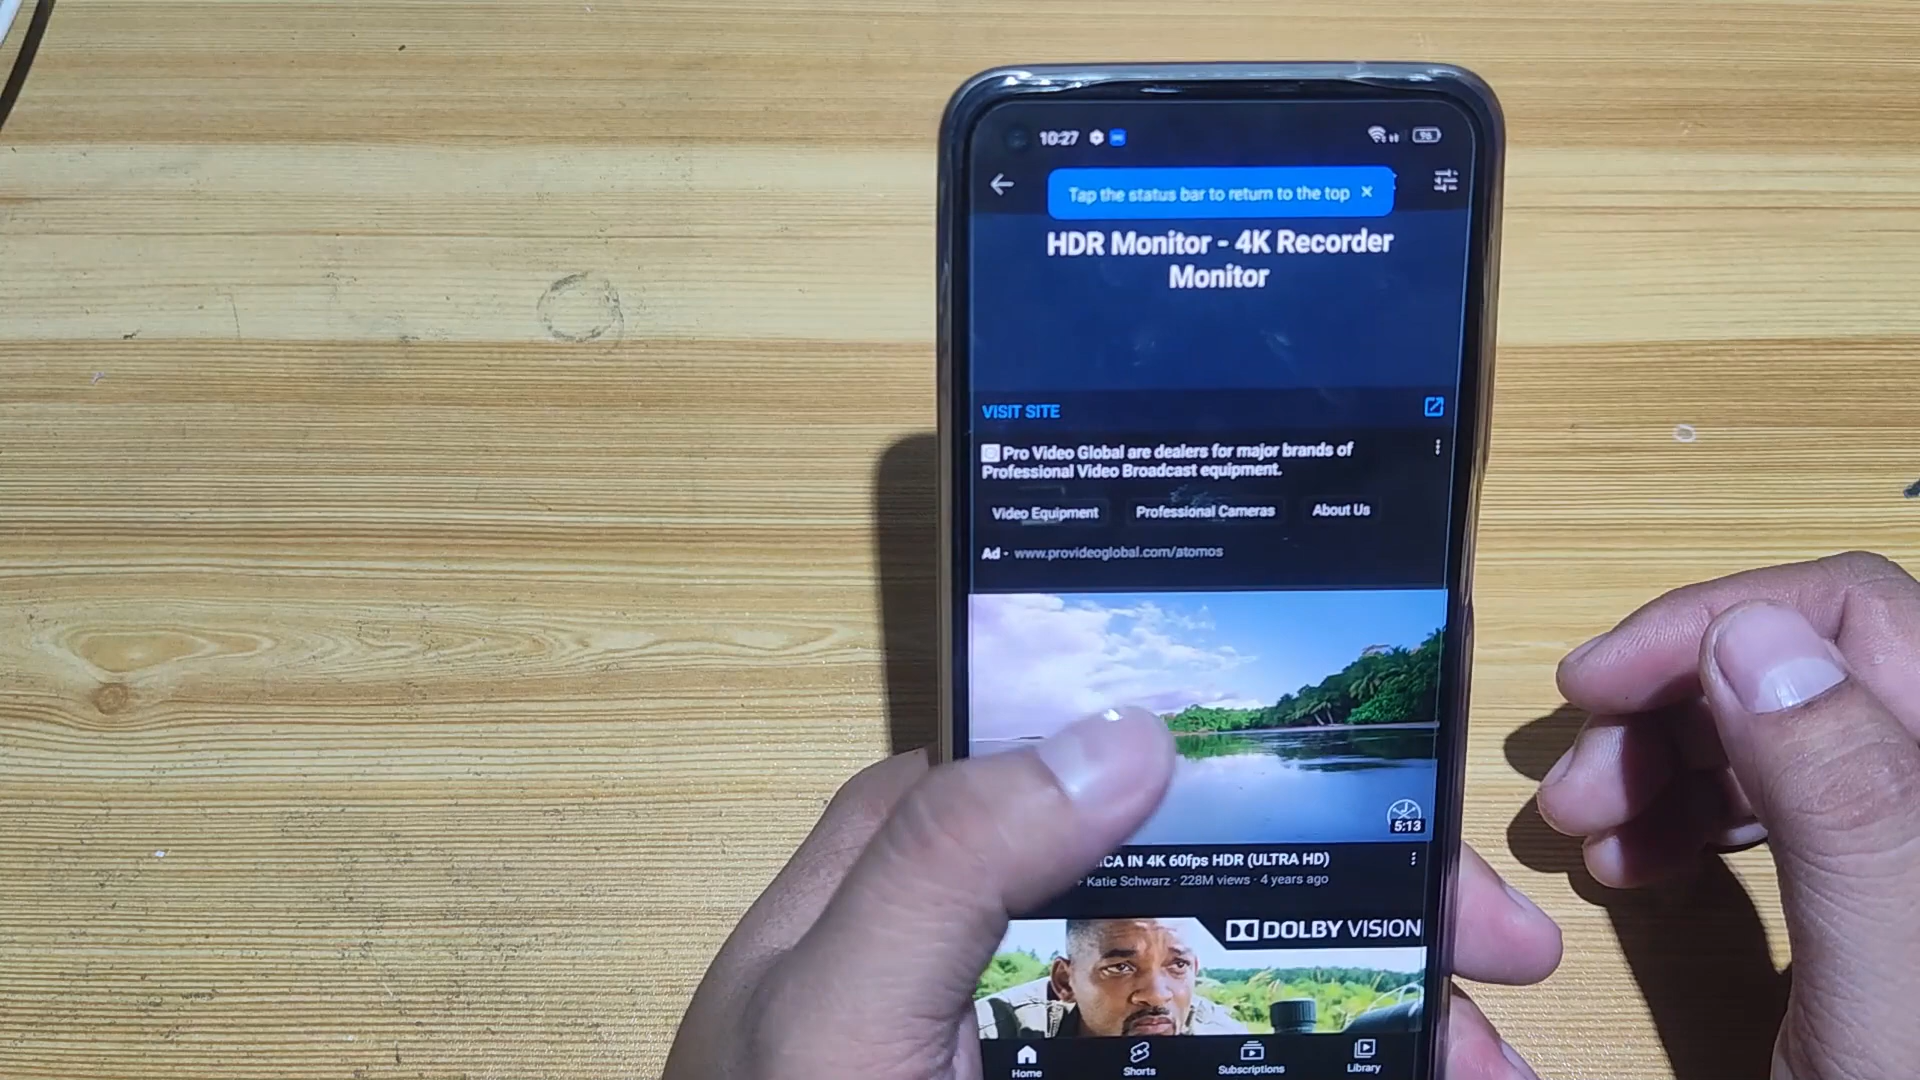 10:27
96
Tap the status bar to return to the top ×
HDR Monitor - 4K Recorder
Monitor
VISIT SITE
Pro Video Global are dealers for major brands of
Professional Video Broadcast equipment.
Video Equipment
Professional Cameras
About Us
Ad · www.provideoglobal.com/atomos
5:13
IN 4K 60fps HDR (ULTRA HD)
Katie Schwarz · 228M views · 4 years ago
DOLBY VISION
Home
Shorts
Subscriptions
Library